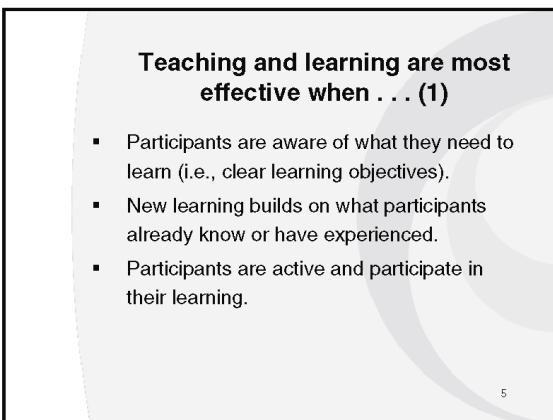 Teaching and learning are most
effective when . . . (1)
▪ Participants are aware of what they need to
learn (i.e., clear learning objectives).
▪ New learning builds on what participants
already know or have experienced.
▪ Participants are active and participate in
their learning.
5